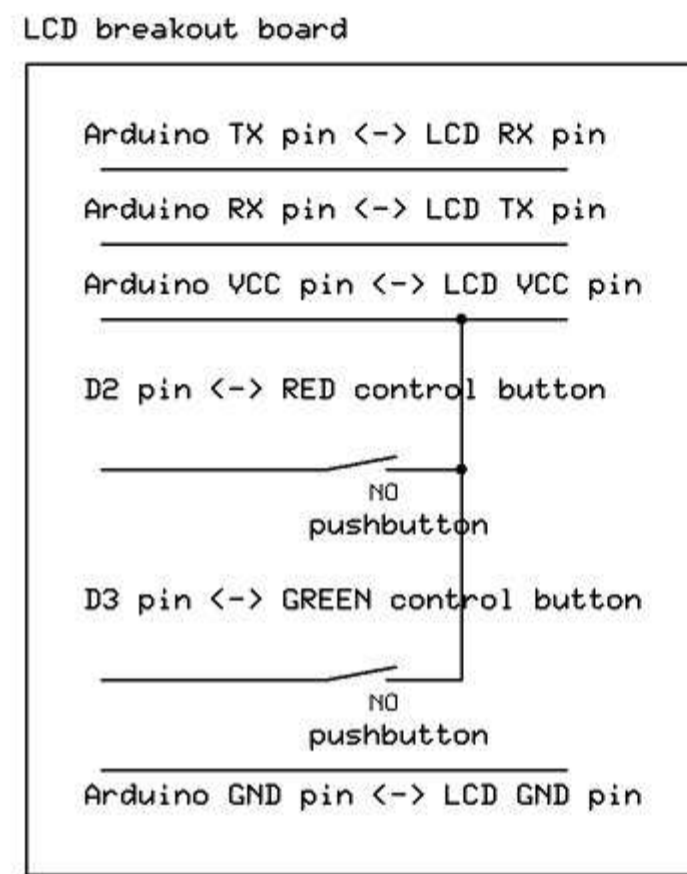 LCD breakout board
Arduino TX pin <-> LCD RX pin
Arduino RX pin <-> LCD TX pin
Arduino VCC pin <-> LCD VCC pin
D2 pin <-> RED control button
NO
pushbutton
D3 pin <-> GREEN control button
NO
pushbutton
Arduino GND pin <-> LCD GND pin